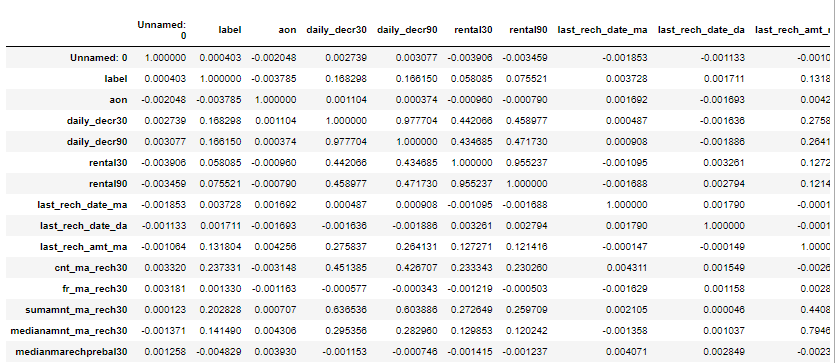 Unnamed: 0 label aon daily_decr30 daily_decr90 rental30 rental90 last_rech_date_ma last_rech_date_da last_rech_amt_
Unnamed: 0 1.000000 0.000403 -0.002048 0.002739 0.003077 -0.003906 -0.003459 -0.001853 -0.001133 -0.0010
label 0.000403 1.000000 -0.003785 0.168298 0.166150 0.058085 0.075521 0.003728 0.001711 0.1318
aon -0.002048 -0.003785 1.000000 0.001104 0.000374 -0.000960 -0.000790 0.001692 -0.001693 0.0042
daily_decr30 0.002739 0.168298 0.001104 1.000000 0.977704 0.442066 0.458977 0.000487 -0.001636 0.2758
daily_decr90 0.003077 0.166150 0.000374 0.977704 1.000000 0.434685 0.471730 0.000908 -0.001886 0.2641
rental30 -0.003906 0.058085 -0.000960 0.442066 0.434685 1.000000 0.955237 -0.001095 0.003261 0.1272
rental90 -0.003459 0.075521 -0.000790 0.458977 0.471730 0.955237 1.000000 -0.001688 0.002794 0.1214
last_rech_date_ma -0.001853 0.003728 0.001692 0.000487 0.000908 -0.001095 -0.001688 1.000000 0.001790 -0.0001
last_rech_date_da -0.001133 0.001711 -0.001693 -0.001636 -0.001886 0.003261 0.002794 0.001790 1.000000 -0.0001
last_rech_amt_ma -0.001064 0.131804 0.004256 0.275837 0.264131 0.127271 0.121416 -0.000147 -0.000149 1.0000
cnt_ma_rech30 0.003320 0.237331 -0.003148 0.451385 0.426707 0.233343 0.230260 0.004311 0.001549 -0.0026
fr_ma_rech30 0.003181 0.001330 -0.001163 -0.000577 -0.000343 -0.001219 -0.000503 -0.001629 0.001158 0.0028
sumamnt_ma_rech30 0.000123 0.202828 0.000707 0.636536 0.603886 0.272649 0.259709 0.002105 0.000046 0.4408
medianamnt_ma_rech30 -0.001371 0.141490 0.004306 0.295356 0.282960 0.129853 0.120242 -0.001358 0.001037 0.7946
medianmarechprebal30 0.001258 -0.004829 0.003930 -0.001153 -0.000746 -0.001415 -0.001237 0.004071 0.002849 -0.0023